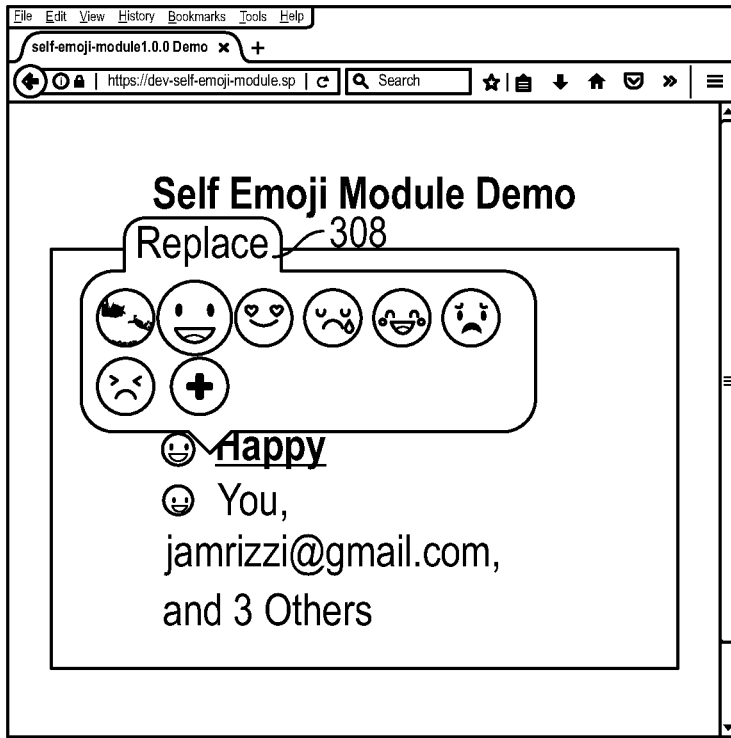 File Edit View History Bookmarks Tools Help
self-emoji-module1.0.0 Demo
https://dev-self-emoji-module.sp
Search
Self Emoji Module Demo
Replace 308
Happy
You,
jamrizzi@gmail.com,
and 3 Others